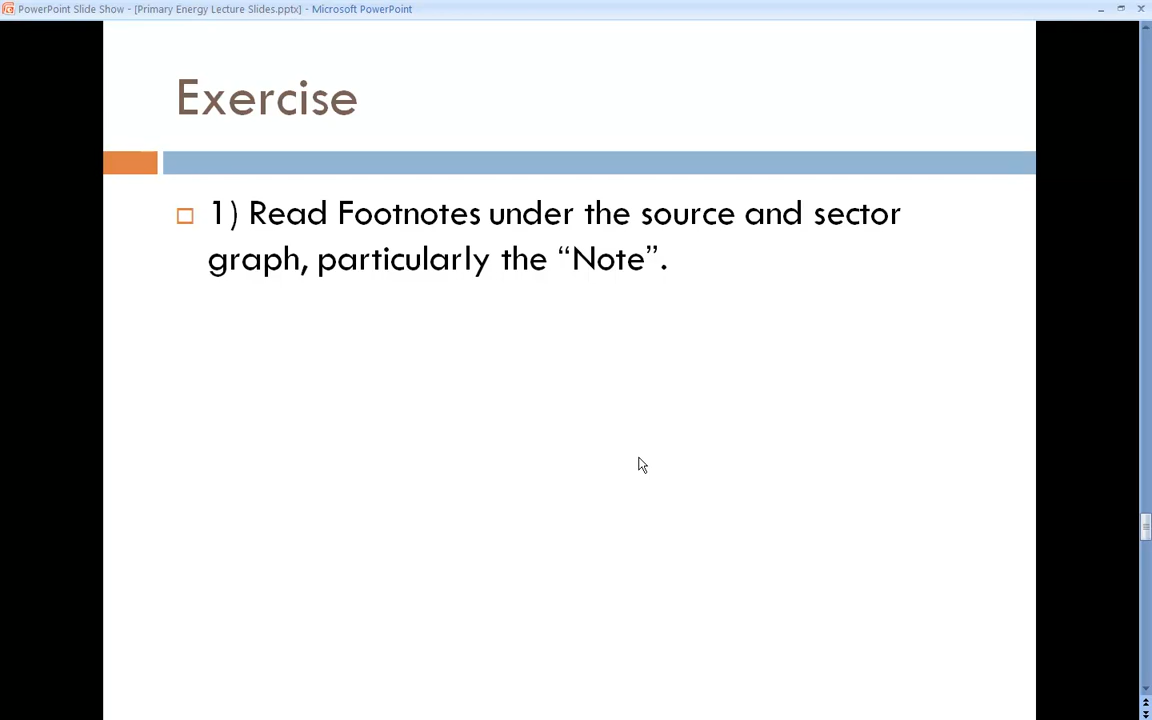 PowerPoint Slide Show - [Primary Energy Lecture Slides.pptx] - Microsoft PowerPoint
Exercise
1) Read Footnotes under the source and sector
graph, particularly the “Note”.